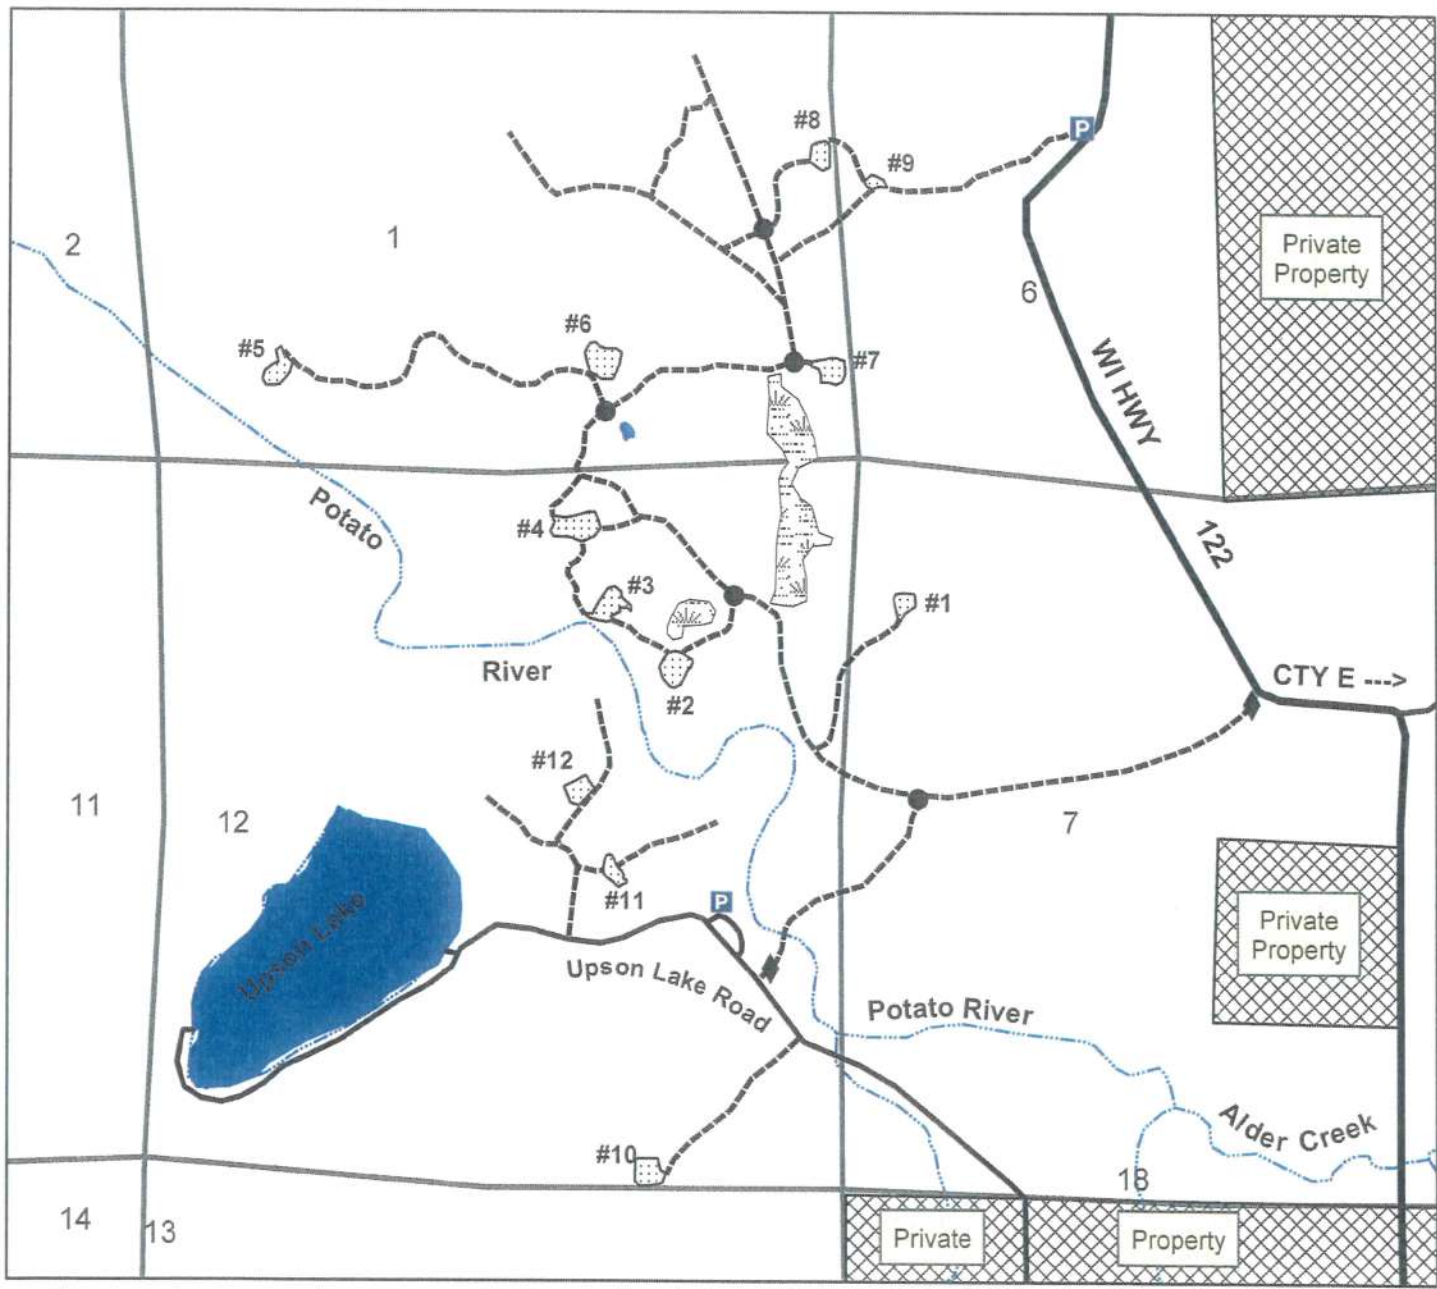 P
#8
#9
2
1
Private
Property
6
#6
#5
#7
WI HWY
Potato
#4
122
#3
#1
River
CTY E --->
#2
#12
11
12
7
#11
P
Upson Lake
Private
Property
Upson Lake Road
Potato River
Alder Creek
#10
18
14
13
Private
Property